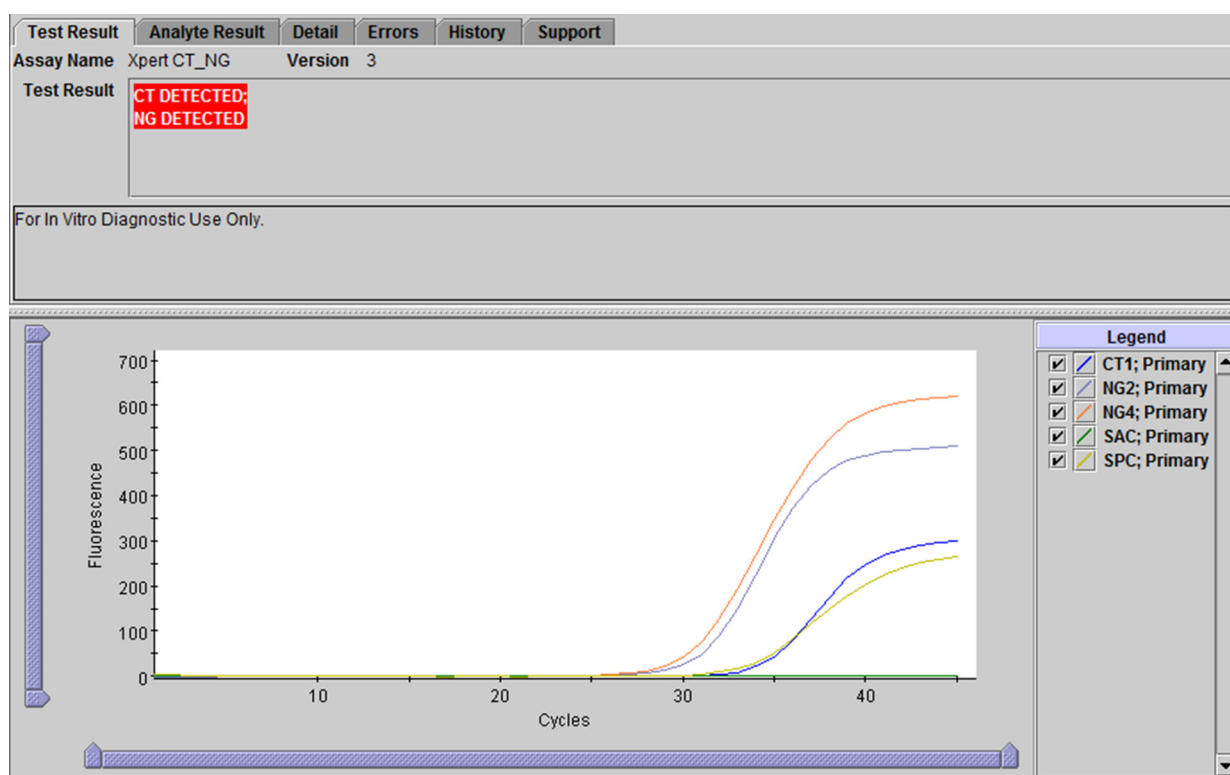 Test Result Analyte Result Detail Errors History Support
Assay Name Xpert CT_NG Version 3
Test Result CT DETECTED;
NG DETECTED
For In Vitro Diagnostic Use Only.
Legend
CT1; Primary
NG2; Primary
NG4; Primary
SAC; Primary
SPC; Primary
700
600
500
400
300
200
100
0
Fluorescence
10 20 30 40
Cycles